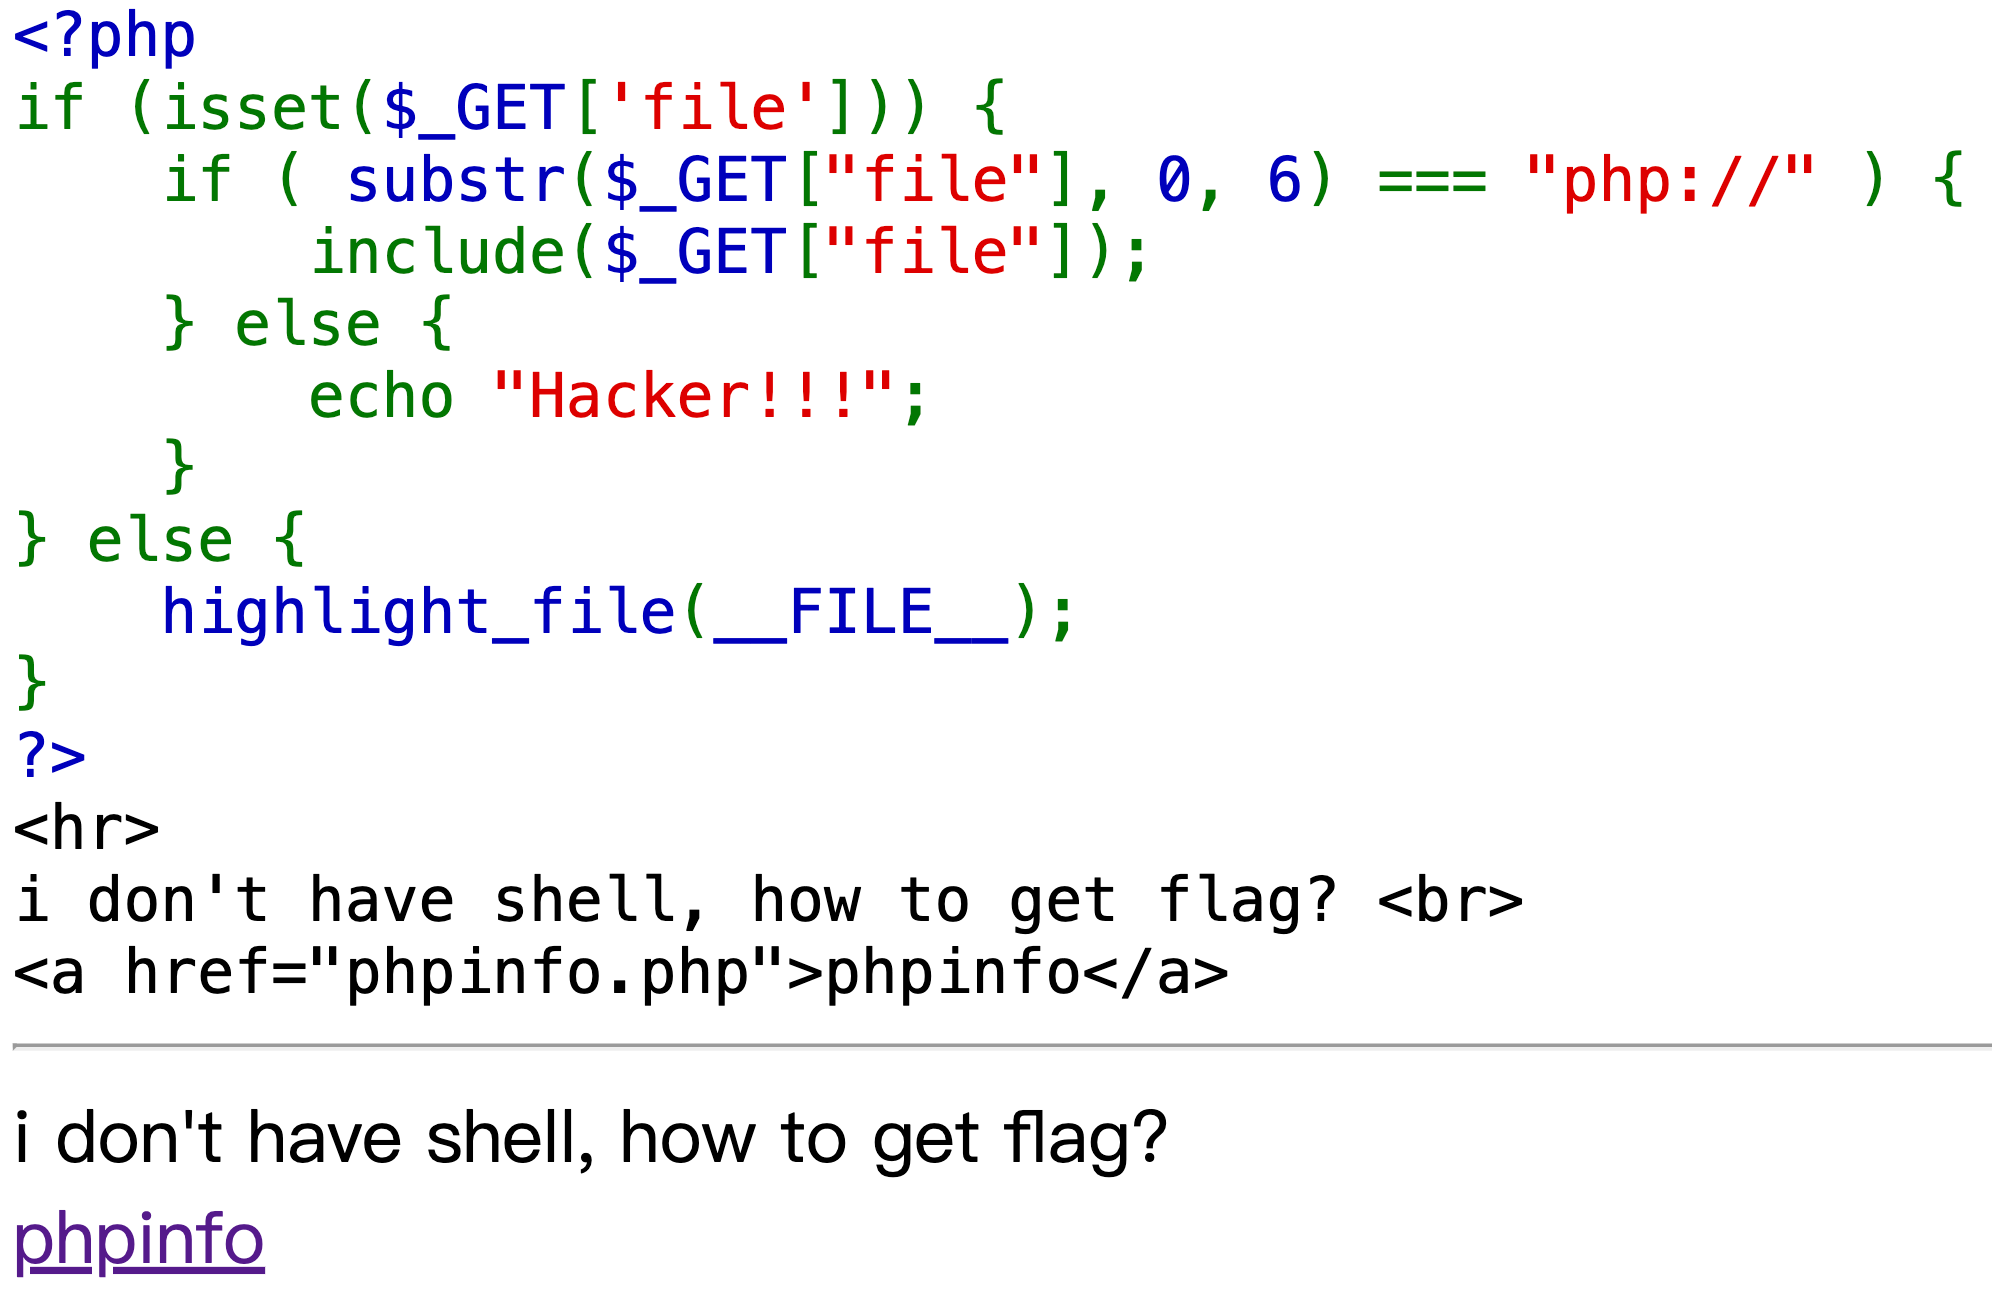 <?php
if (isset($_GET['file'])) {
    if ( substr($_GET["file"], 0, 6) === "php://" ) {
        include($_GET["file"]);
    } else {
        echo "Hacker!!!";
    }
} else {
    highlight_file(__FILE__);
}
?>
<hr>
i don't have shell, how to get flag? <br>
<a href="phpinfo.php">phpinfo</a>
i don't have shell, how to get flag?
phpinfo